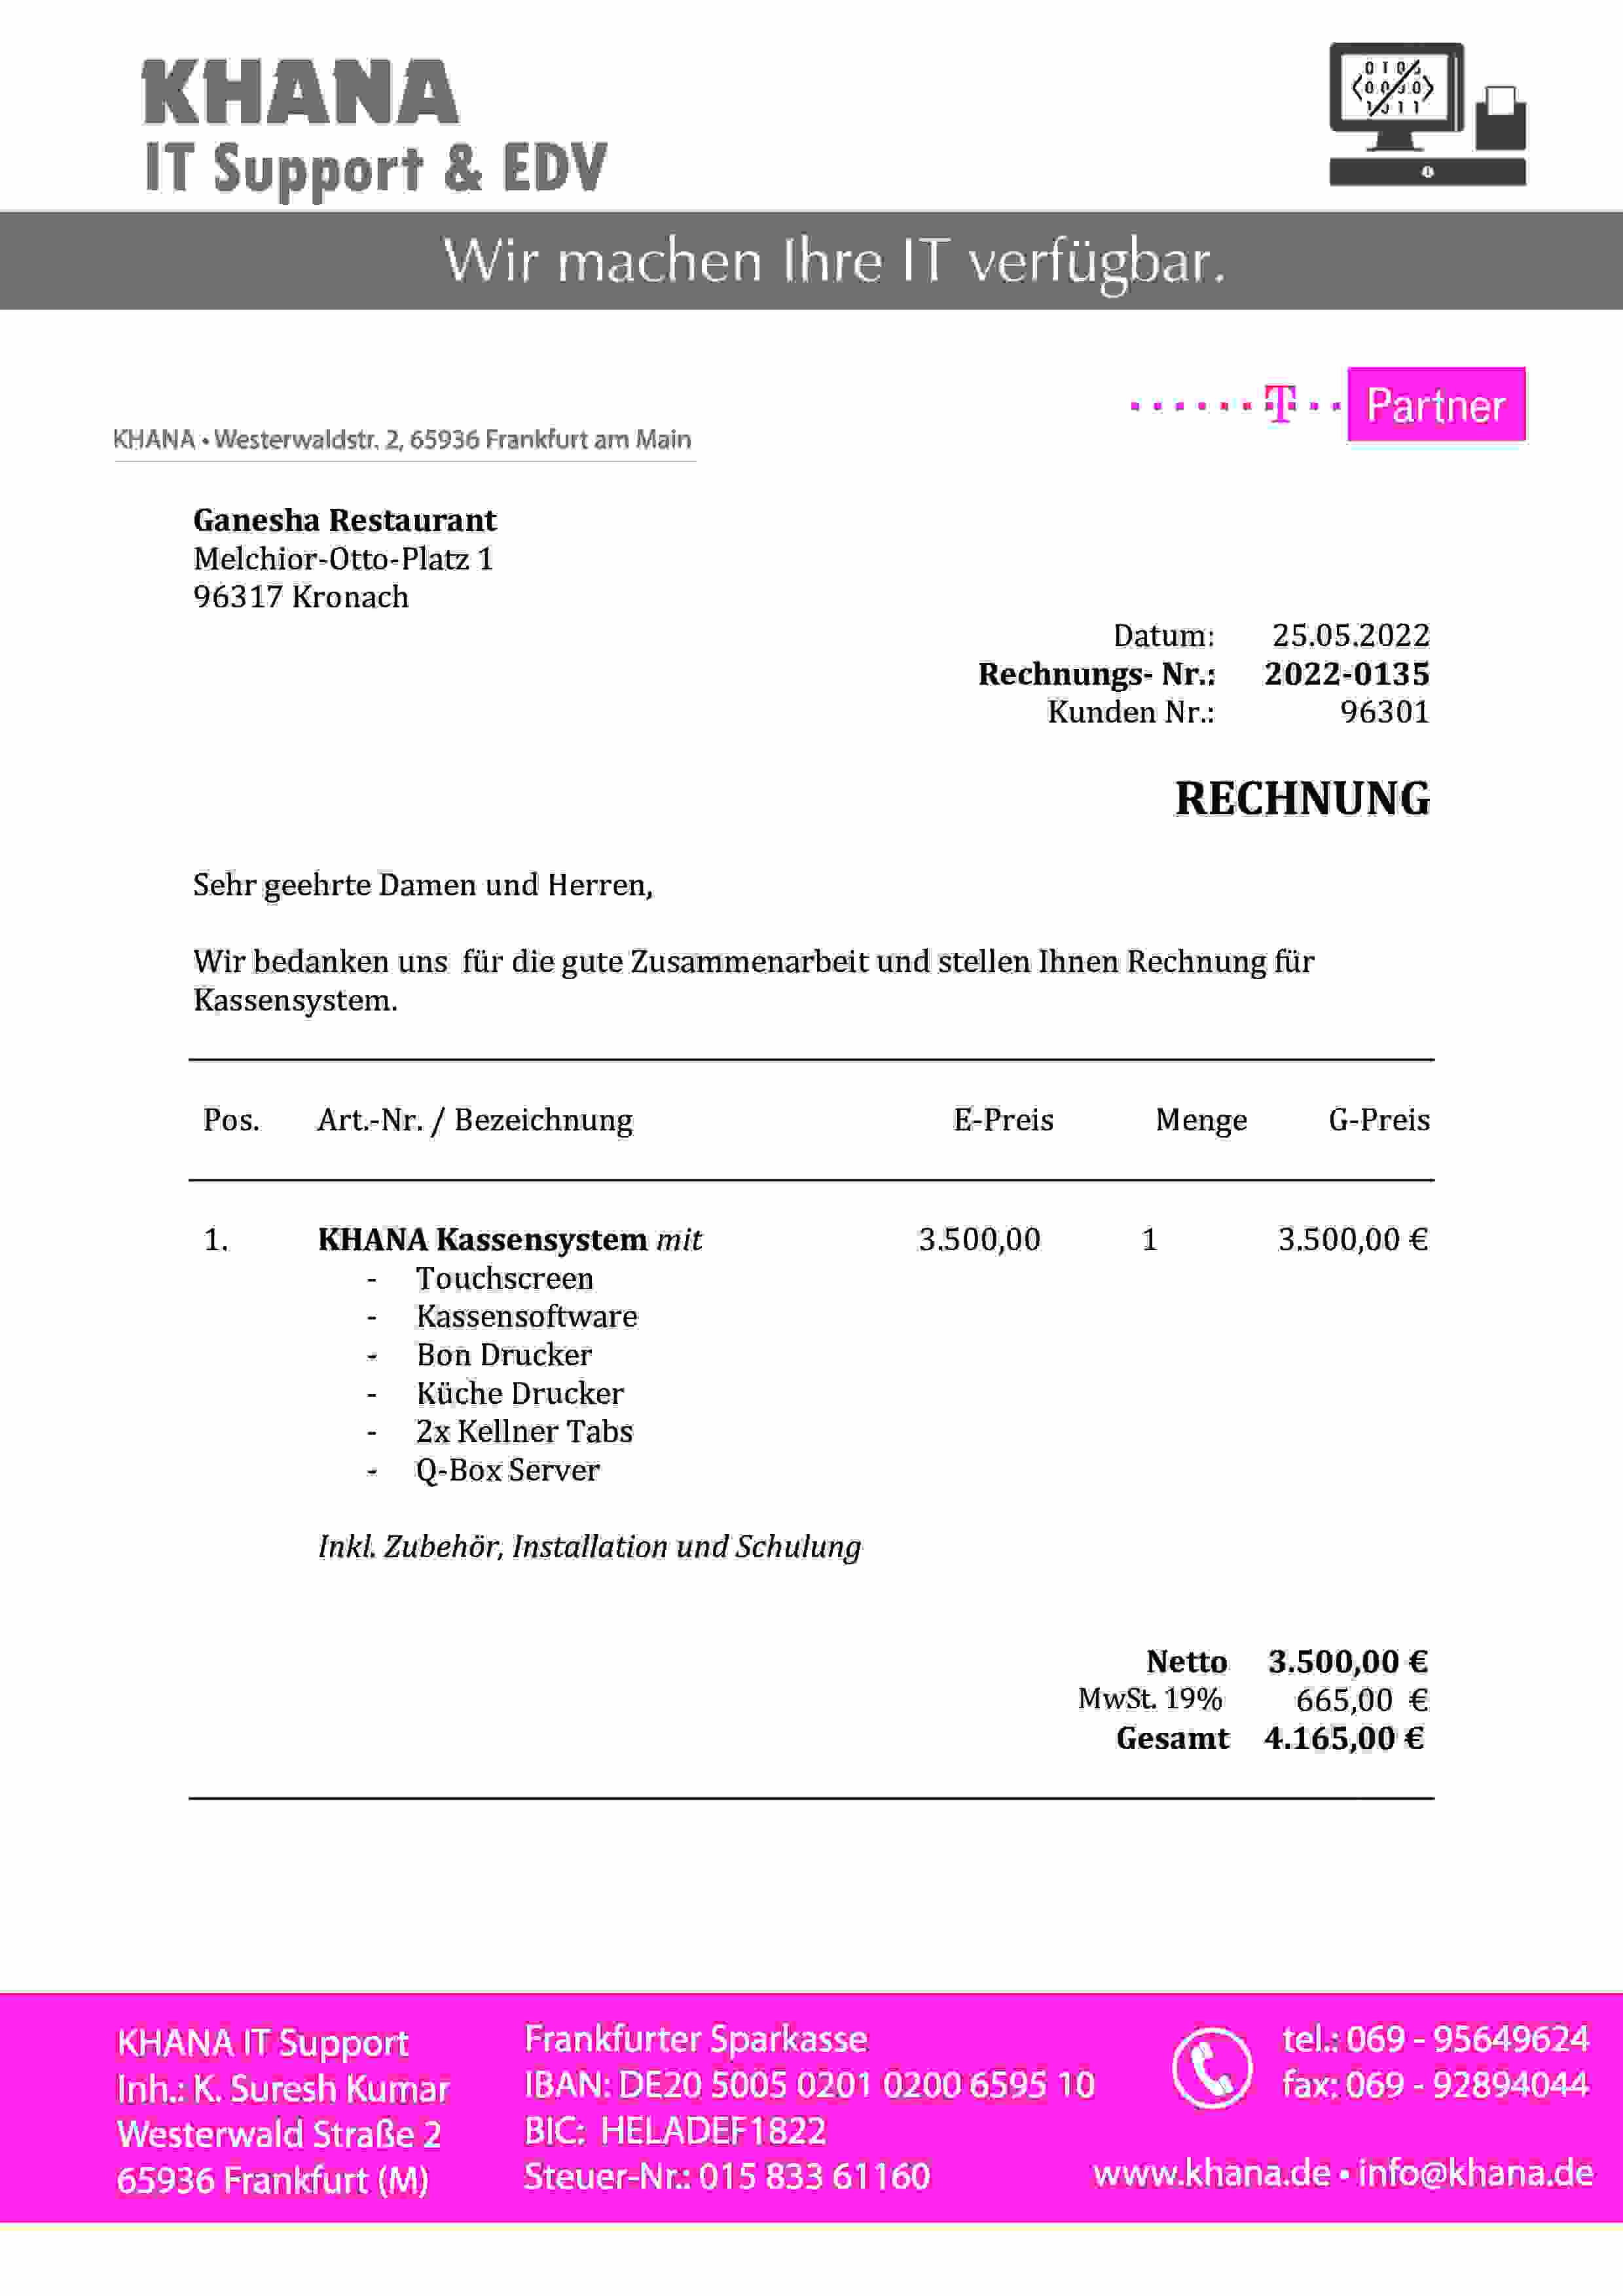 KHANA
IT Support & EDV
Wir machen Ihre IT verfügbar.
T Partner
KHANA • Westerwaldstr. 2, 65936 Frankfurt am Main
Ganesha Restaurant
Melchior-Otto-Platz 1
96317 Kronach
Datum: 25.05.2022
Rechnungs- Nr.: 2022-0135
Kunden Nr.: 96301
RECHNUNG
Sehr geehrte Damen und Herren,
Wir bedanken uns für die gute Zusammenarbeit und stellen Ihnen Rechnung für
Kassensystem.
Pos. Art.-Nr. / Bezeichnung E-Preis Menge G-Preis
1. KHANA Kassensystem mit 3.500,00 1 3.500,00 €
- Touchscreen
- Kassensoftware
- Bon Drucker
- Küche Drucker
- 2x Kellner Tabs
- Q-Box Server
Inkl. Zubehör, Installation und Schulung
Netto 3.500,00 €
MwSt. 19% 665,00 €
Gesamt 4.165,00 €
KHANA IT Support
Inh.: K. Suresh Kumar
Westerwald Straße 2
65936 Frankfurt (M)
Frankfurter Sparkasse
IBAN: DE20 5005 0201 0200 6595 10
BIC: HELADEF1822
Steuer-Nr.: 015 833 61160
tel.: 069 - 95649624
fax: 069 - 92894044
www.khana.de • info@khana.de